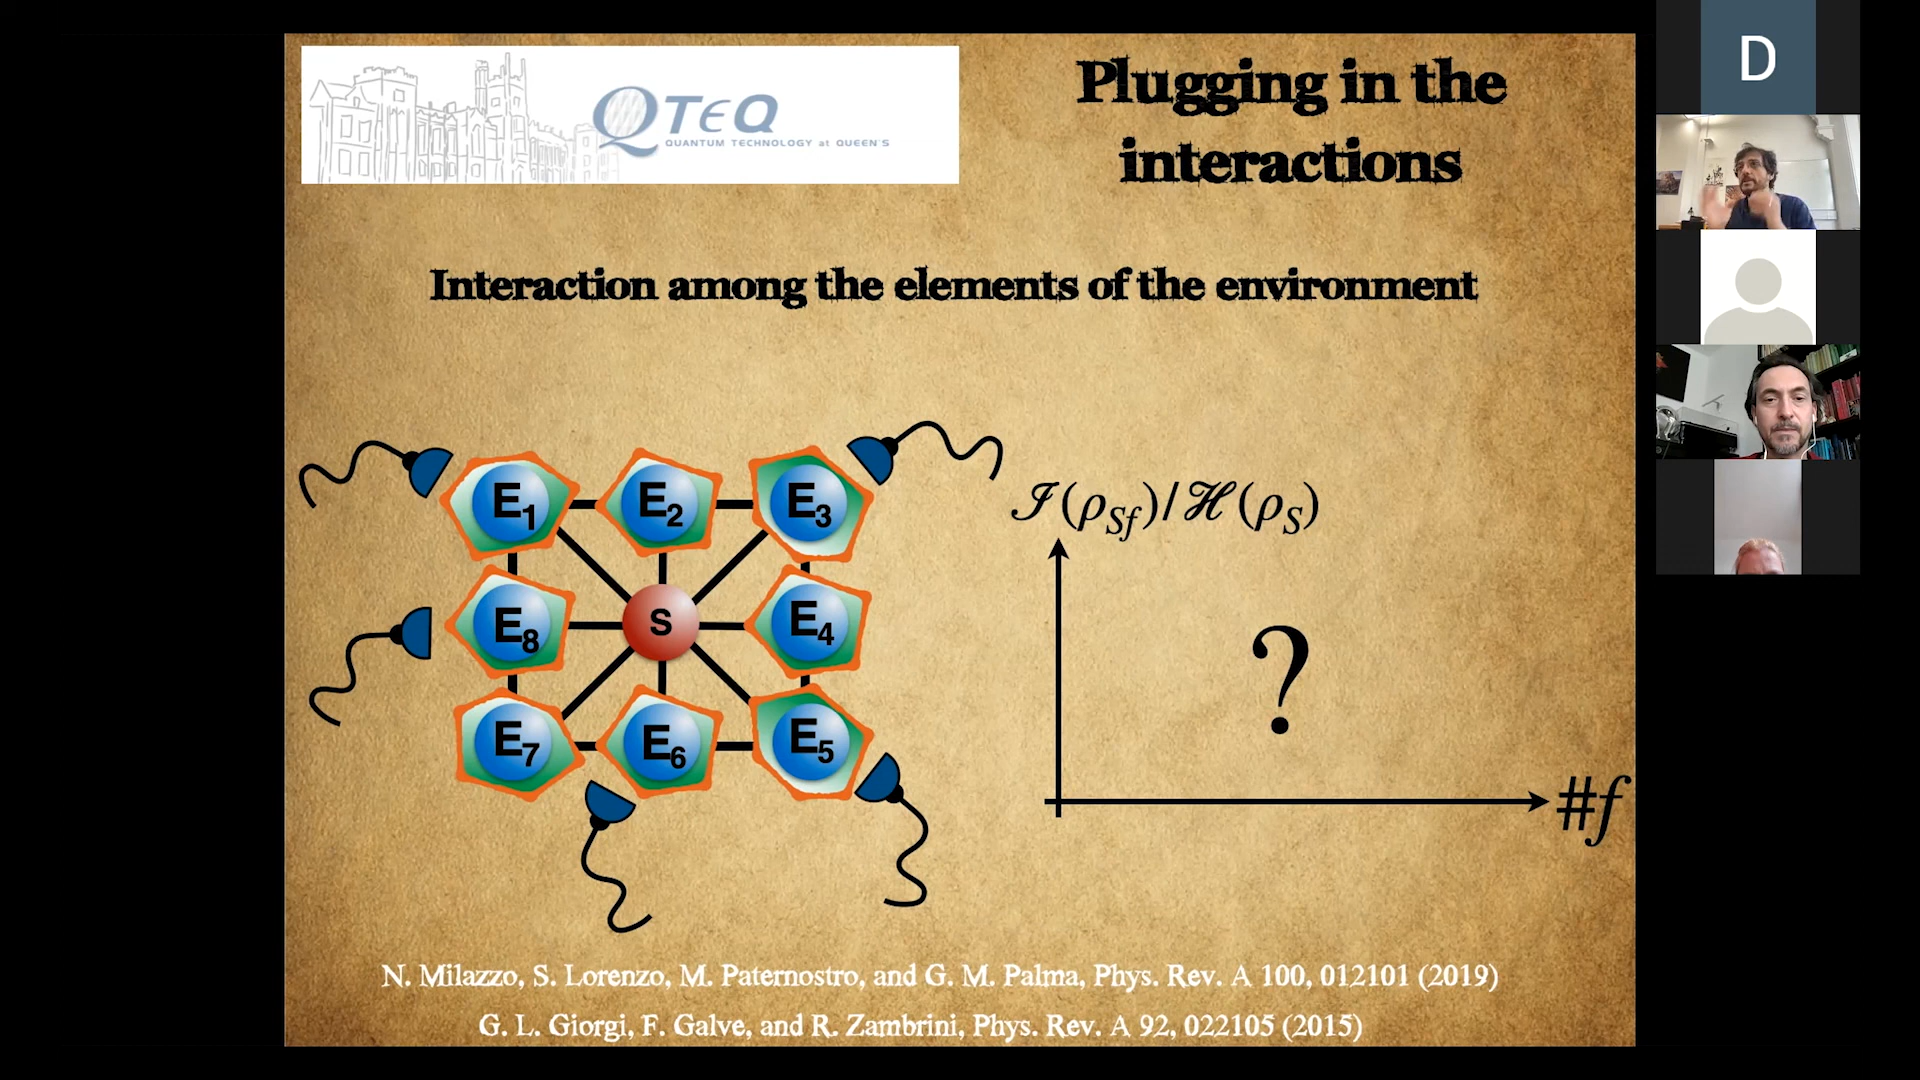 QTEQ
QUANTUM TECHNOLOGY at QUEEN'S
Plugging in the
interactions
Interaction among the elements of the environment
E1 E2 E3
E8 S E4
E7 E6 E5
ℐ(ρSf)/ℋ(ρS)
?
#f
N. Milazzo, S. Lorenzo, M. Paternostro, and G. M. Palma, Phys. Rev. A 100, 012101 (2019)
G. L. Giorgi, F. Galve, and R. Zambrini, Phys. Rev. A 92, 022105 (2015)
D